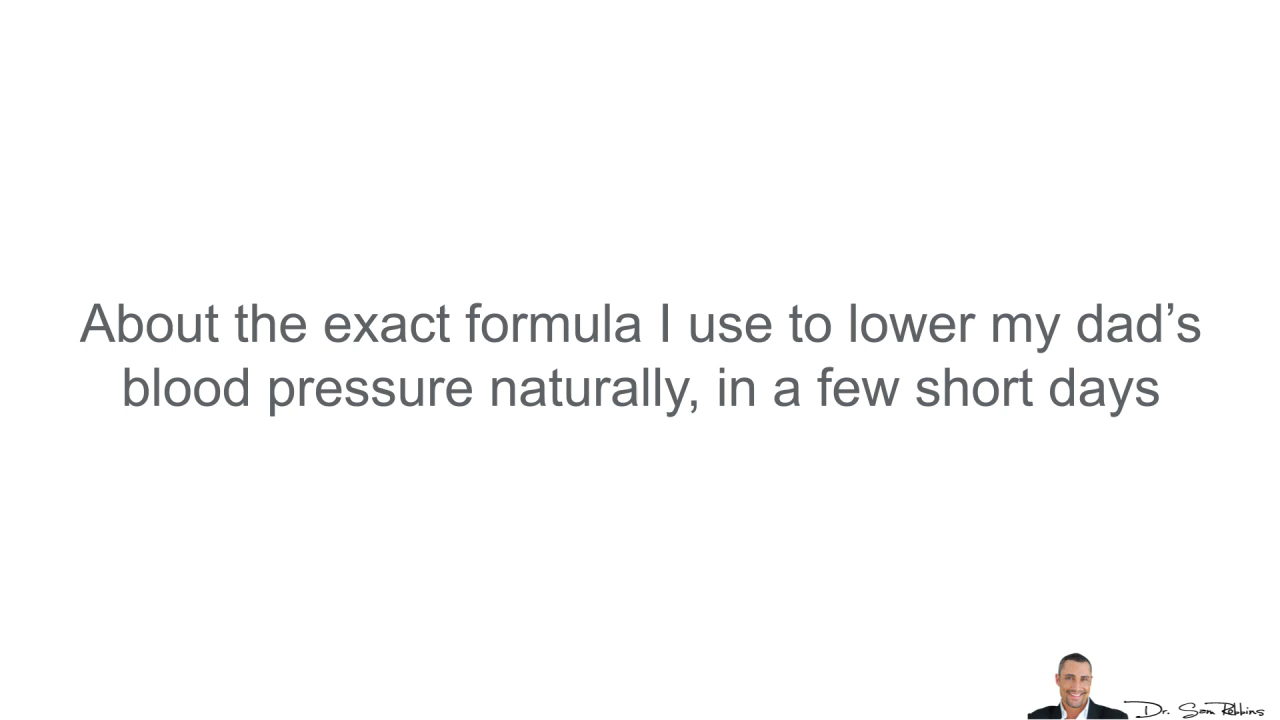 About the exact formula I use to lower my dad’s
blood pressure naturally, in a few short days
Dr. Sam Robbins